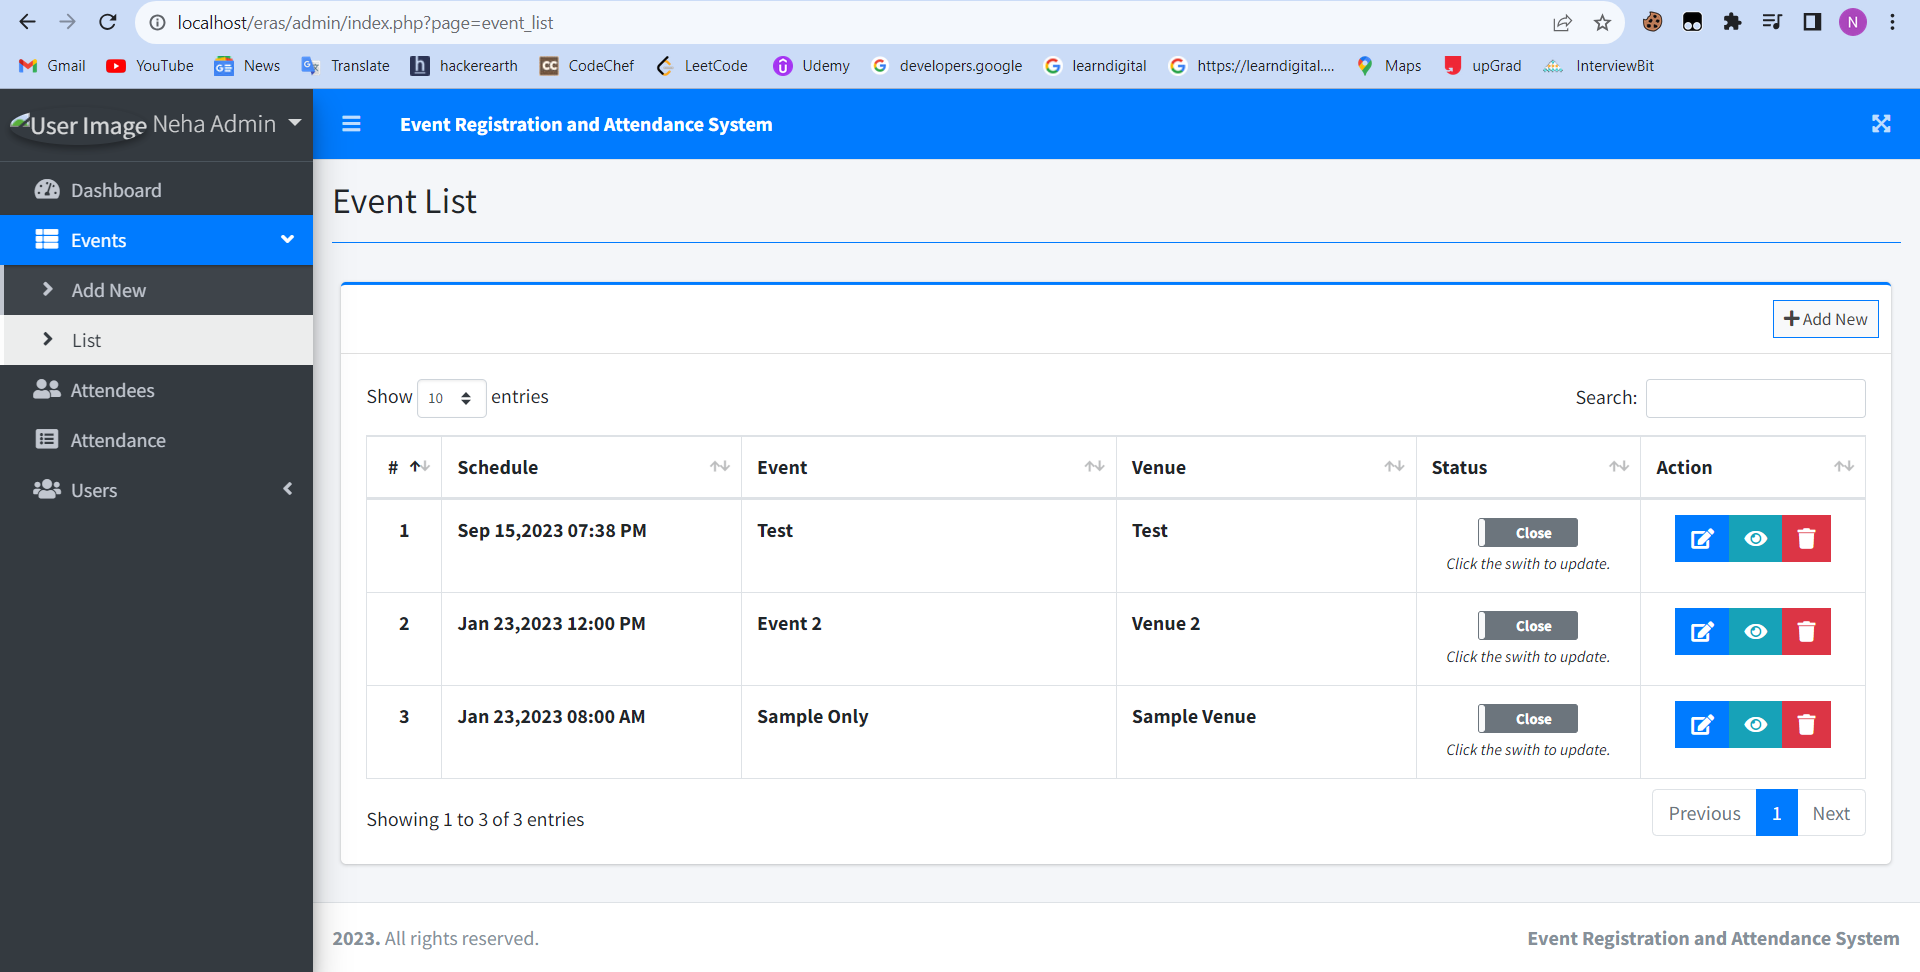 localhost/eras/admin/index.php?page=event_list
N
Gmail YouTube News Translate hackerearth CodeChef LeetCode Udemy developers.google learndigital https://learndigital.... Maps upGrad InterviewBit
User Image Neha Admin
Event Registration and Attendance System
Dashboard
Events
Add New
List
Attendees
Attendance
Users
Event List
Add New
Show 10 entries
Search:
# Schedule Event Venue Status Action
1 Sep 15,2023 07:38 PM Test Test Close
Click the swith to update.
2 Jan 23,2023 12:00 PM Event 2 Venue 2 Close
Click the swith to update.
3 Jan 23,2023 08:00 AM Sample Only Sample Venue Close
Click the swith to update.
Showing 1 to 3 of 3 entries
Previous 1 Next
2023. All rights reserved.
Event Registration and Attendance System